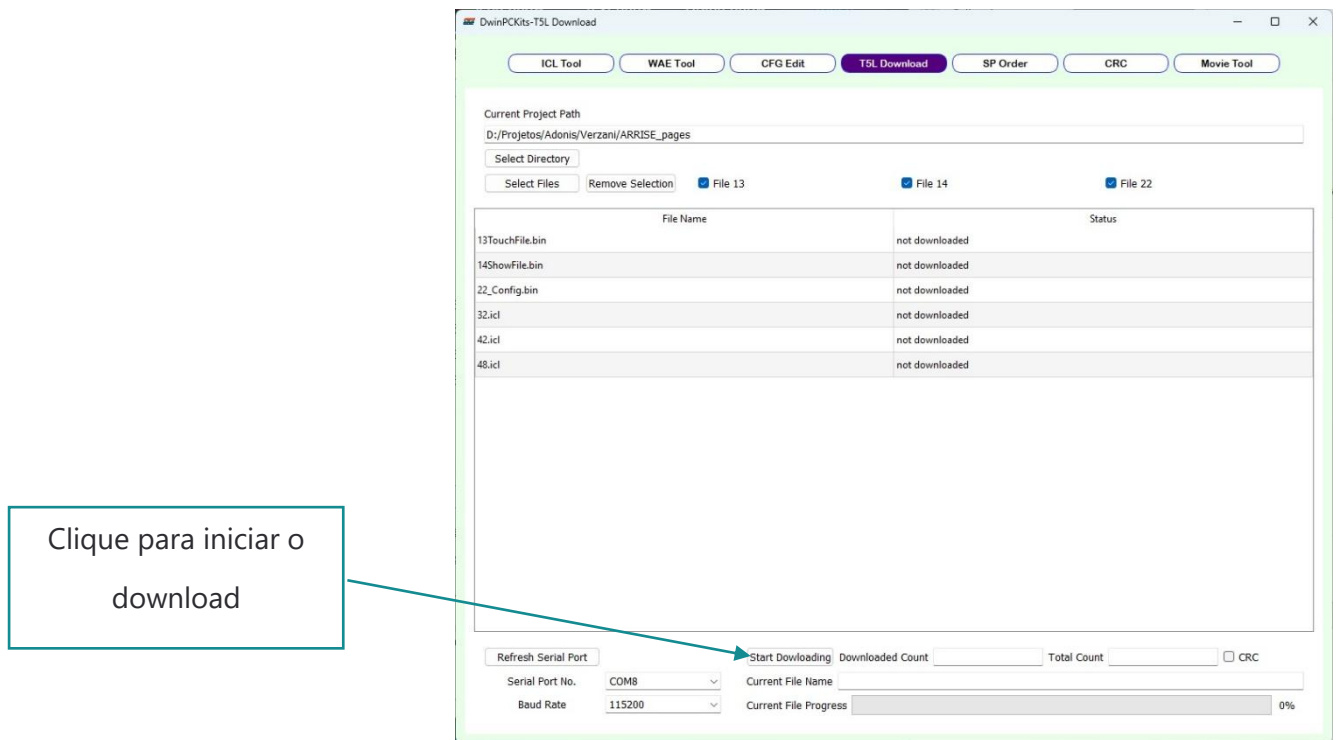 DwinPCKits-T5L Download
ICL Tool WAE Tool CFG Edit T5L Download SP Order CRC Movie Tool
Current Project Path
D:/Projetos/Adonis/Verzani/ARRISE_pages
Select Directory
Select Files Remove Selection File 13 File 14 File 22
File Name Status
13TouchFile.bin not downloaded
14ShowFile.bin not downloaded
22_Config.bin not downloaded
32.icl not downloaded
42.icl not downloaded
48.icl not downloaded
Clique para iniciar o
download
Refresh Serial Port Start Dowloading Downloaded Count Total Count CRC
Serial Port No. COM8 Current File Name
Baud Rate 115200 Current File Progress 0%